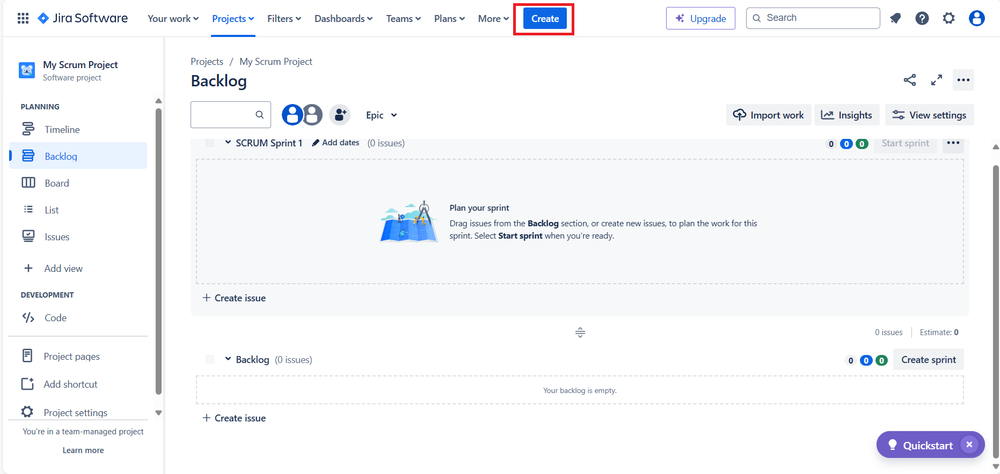 Jira Software
Your work
Projects
Filters
Dashboards
Teams
Plans
More
Create
Upgrade
Search
My Scrum Project
Software project
PLANNING
Timeline
Backlog
Board
List
Issues
Add view
DEVELOPMENT
Code
Project pages
Add shortcut
Project settings
You're in a team-managed project
Learn more
Projects / My Scrum Project
Backlog
Epic
Import work
Insights
View settings
SCRUM Sprint 1 Add dates (0 issues)
0 0 0 Start sprint
Plan your sprint
Drag issues from the Backlog section, or create new issues, to plan the work for this
sprint. Select Start sprint when you're ready.
+ Create issue
0 issues Estimate: 0
Backlog (0 issues)
0 0 0 Create sprint
Your backlog is empty.
+ Create issue
Quickstart